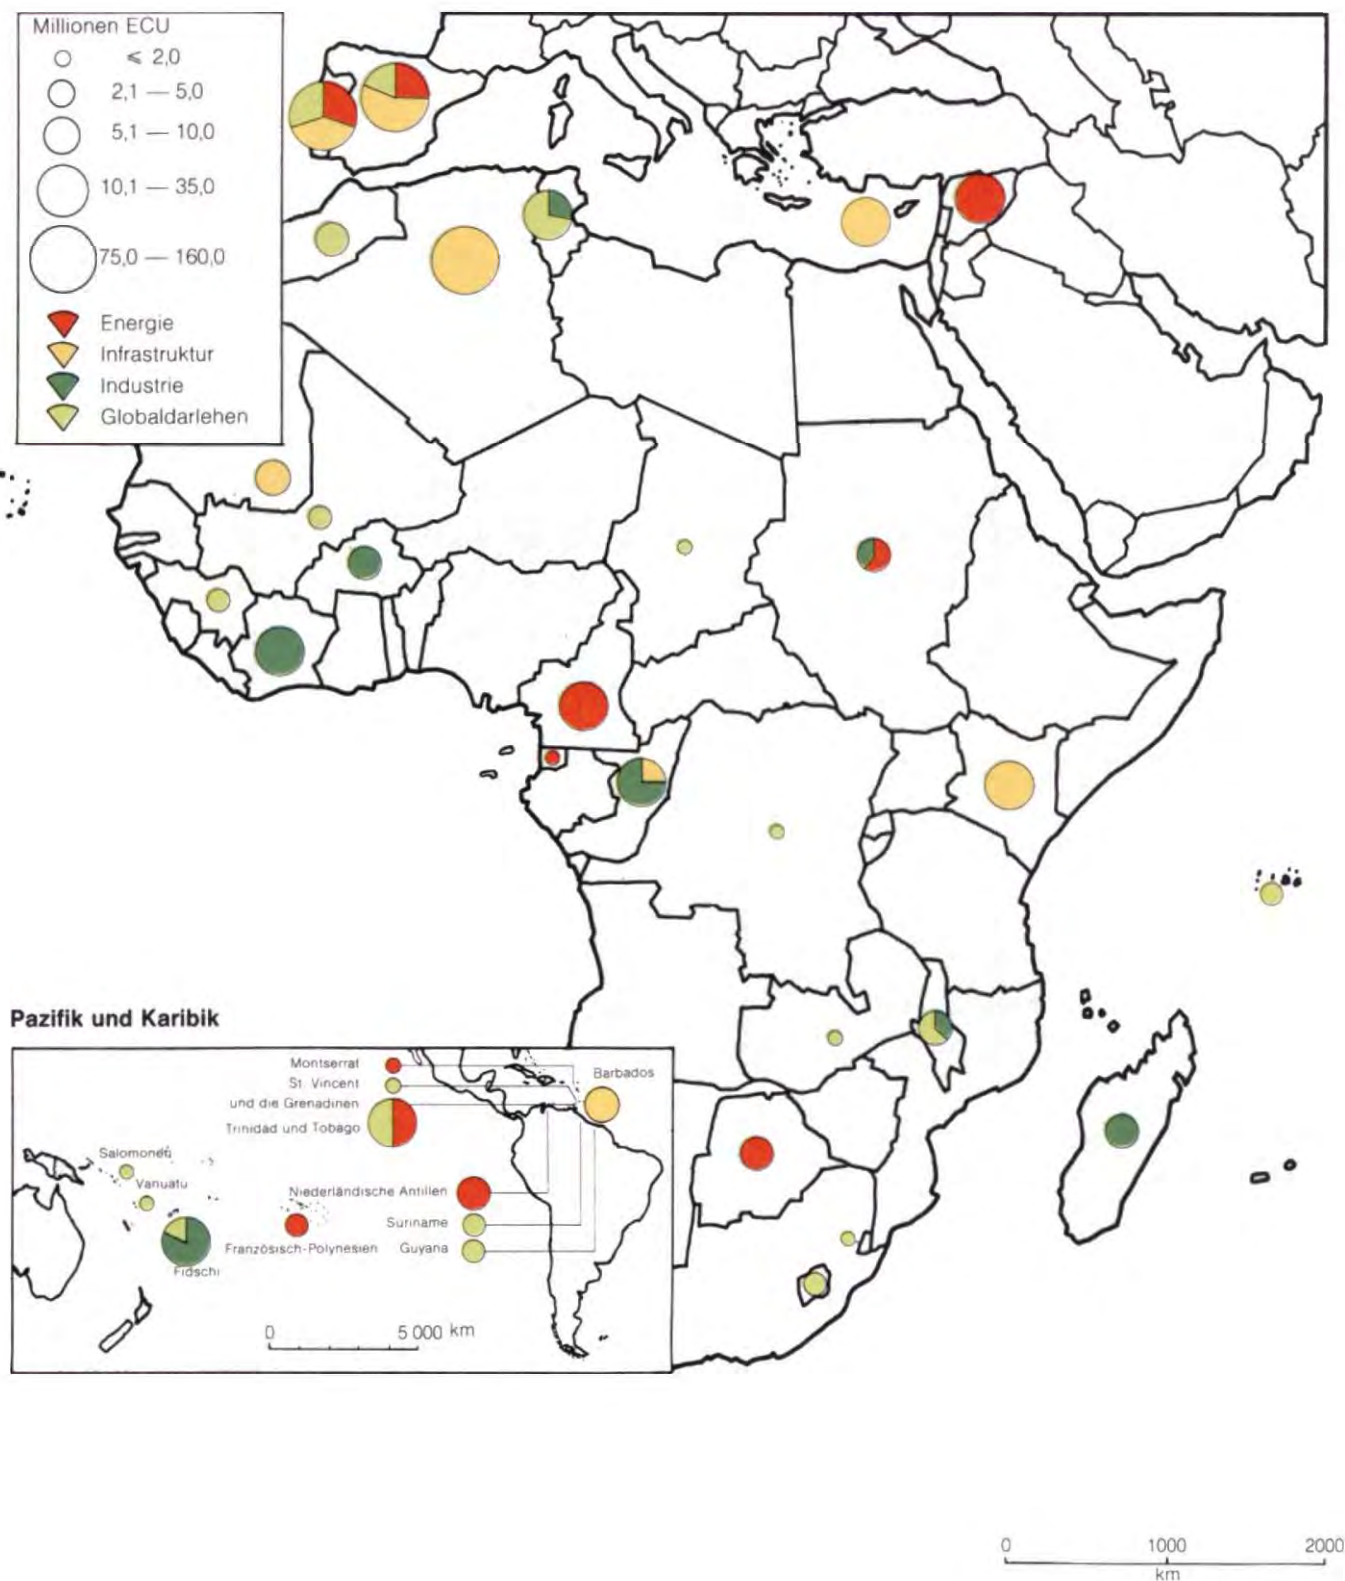 Millionen ECU
⩽ 2,0
2,1 — 5,0
5,1 — 10,0
10,1 — 35,0
75,0 — 160,0
Energie
Infrastruktur
Industrie
Globaldarlehen
Pazifik und Karibik
Montserrat
St. Vincent
und die Grenadinen
Trinidad und Tobago
Barbados
Salomonen
Vanuatu
Niederländische Antillen
Suriname
Französisch-Polynesien
Guyana
Fidschi
0 5 000 km
0 1000 2000
km